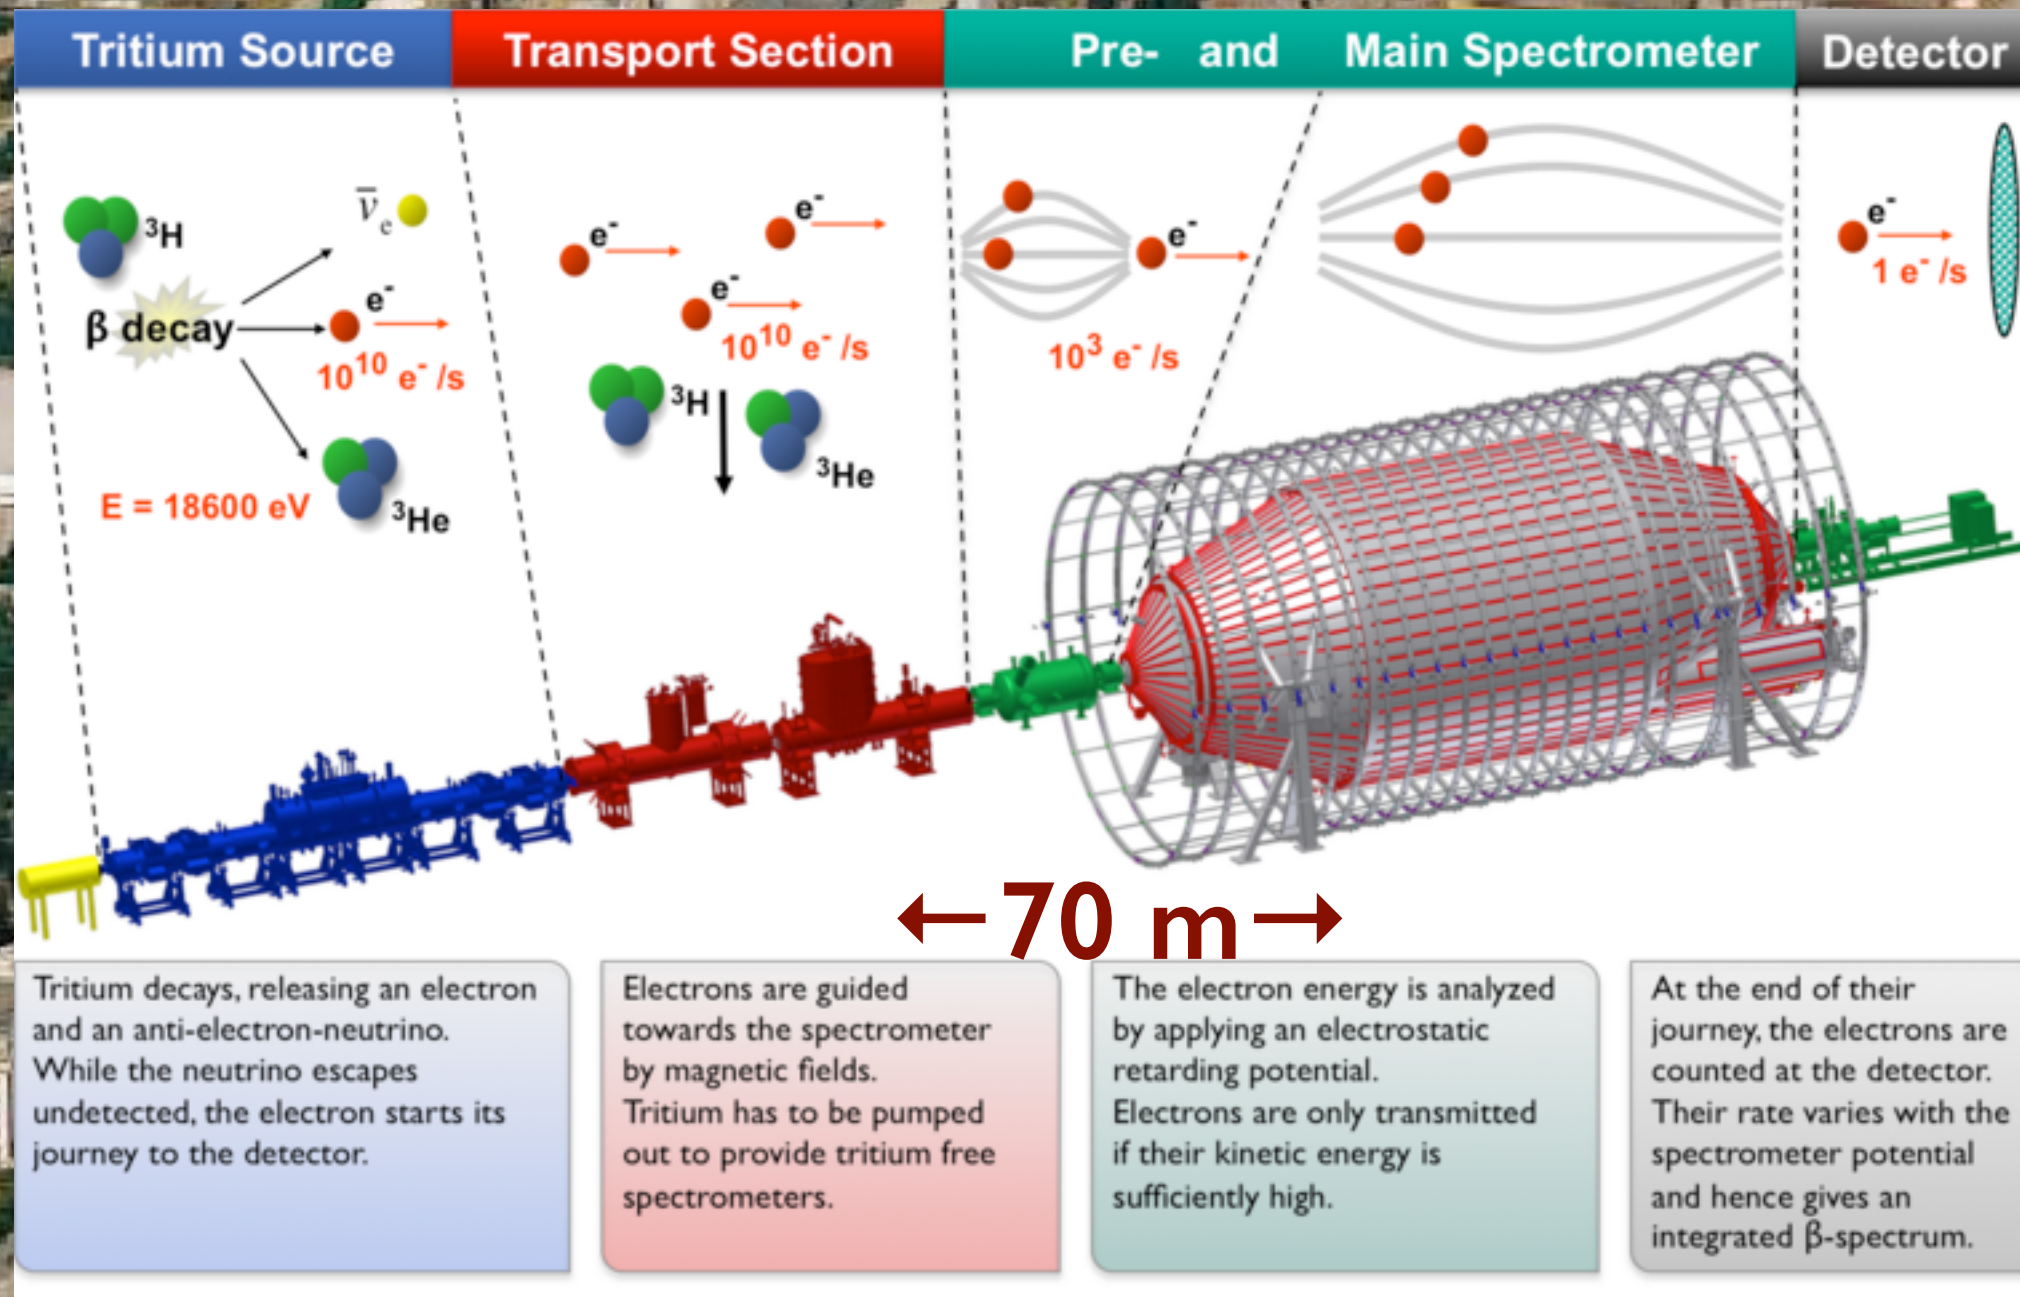 Tritium Source
Transport Section
Pre- and Main Spectrometer
Detector
³H
ν̅ₑ
β decay
e⁻
10¹⁰ e⁻ /s
E = 18600 eV
³He
e⁻
e⁻
e⁻
10¹⁰ e⁻ /s
³H
³He
e⁻
10³ e⁻ /s
e⁻
1 e⁻ /s
←70 m→
Tritium decays, releasing an electron
and an anti-electron-neutrino.
While the neutrino escapes
undetected, the electron starts its
journey to the detector.
Electrons are guided
towards the spectrometer
by magnetic fields.
Tritium has to be pumped
out to provide tritium free
spectrometers.
The electron energy is analyzed
by applying an electrostatic
retarding potential.
Electrons are only transmitted
if their kinetic energy is
sufficiently high.
At the end of their
journey, the electrons are
counted at the detector.
Their rate varies with the
spectrometer potential
and hence gives an
integrated β-spectrum.